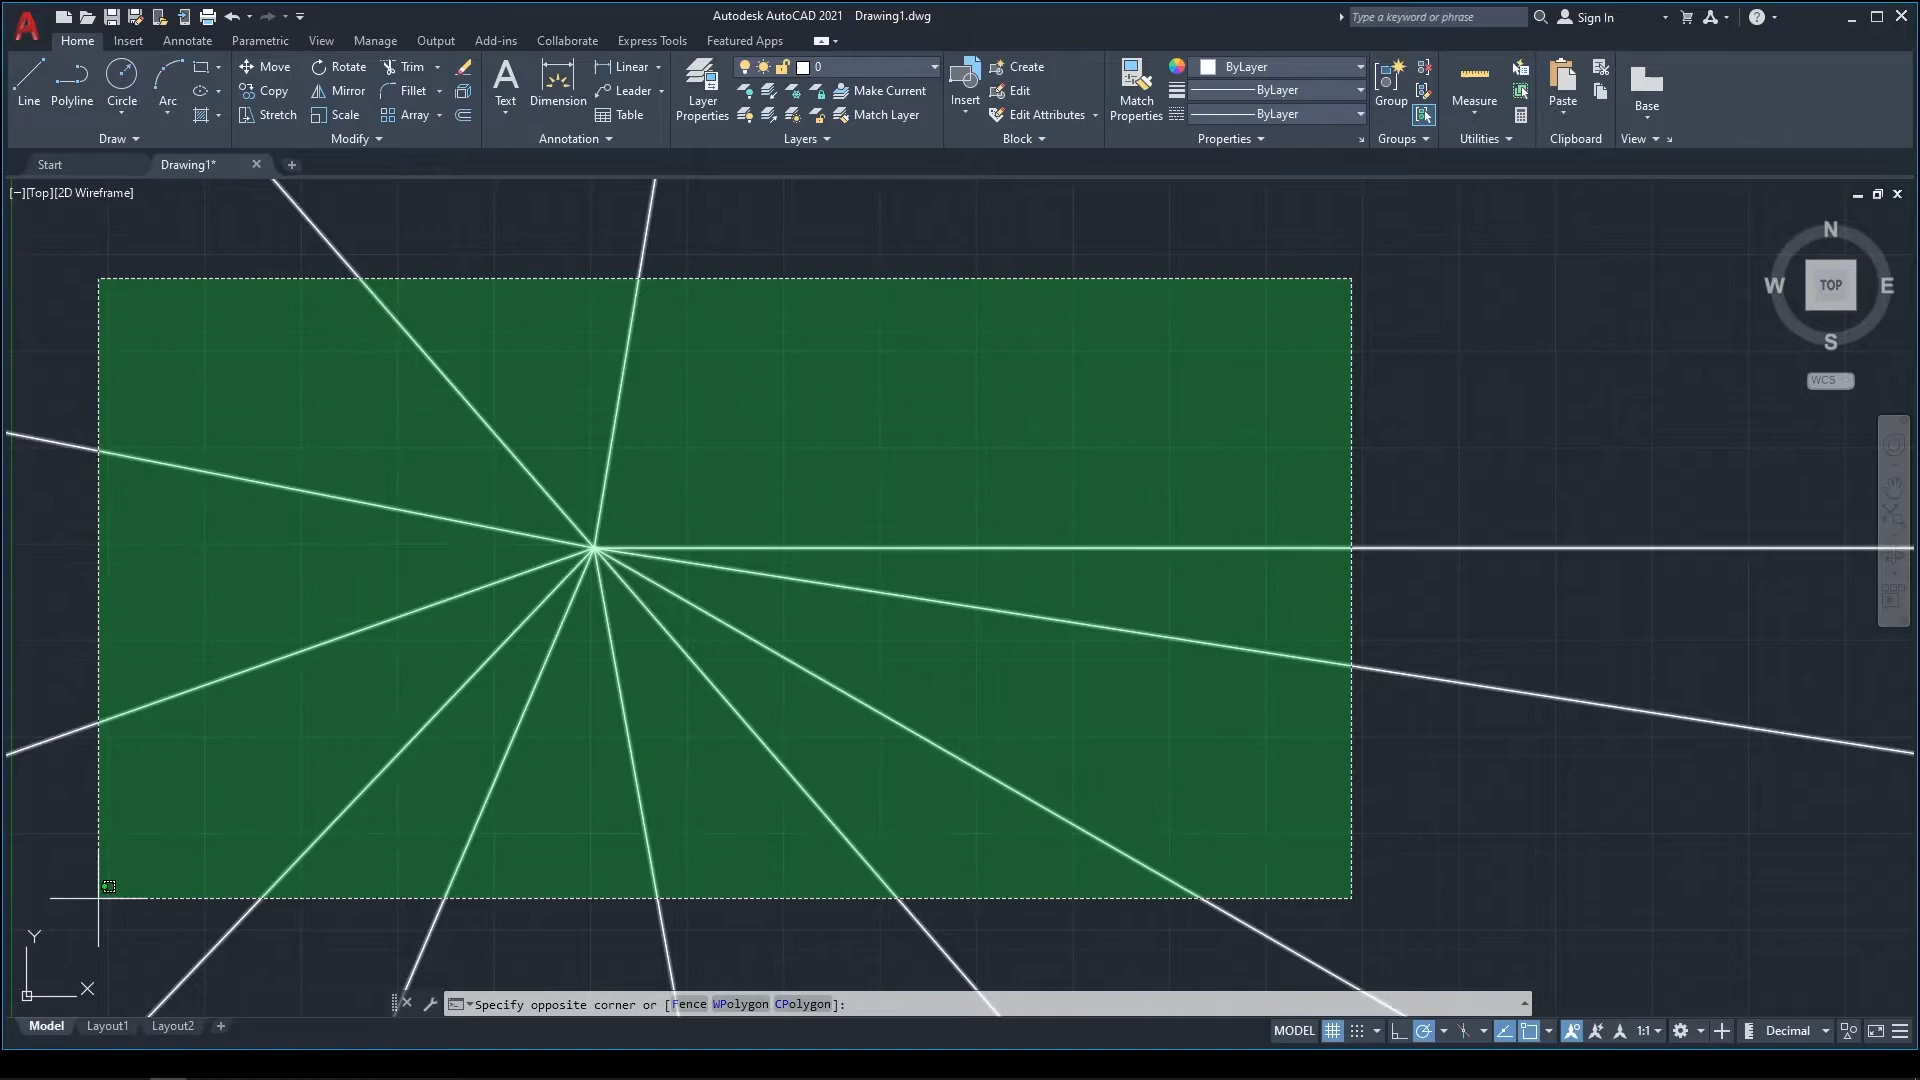 Autodesk AutoCAD 2021 Drawing1.dwg
Type a keyword or phrase
Sign In
Home Insert Annotate Parametric View Manage Output Add-ins Collaborate Express Tools Featured Apps
Line Polyline Circle Arc
Draw
Move Rotate Trim
Copy Mirror Fillet
Stretch Scale Array
Modify
Text Dimension
Linear
Leader
Table
Annotation
Layer Properties
0
Make Current
Match Layer
Layers
Insert
Create
Edit
Edit Attributes
Block
Match Properties
ByLayer
ByLayer
ByLayer
Properties
Group
Groups
Measure
Utilities
Paste
Clipboard
Base
View
Start Drawing1*
[−][Top][2D Wireframe]
N
W TOP E
S
WCS
Y
X
Specify opposite corner or [Fence WPolygon CPolygon]:
Model Layout1 Layout2 +
MODEL 1:1 Decimal